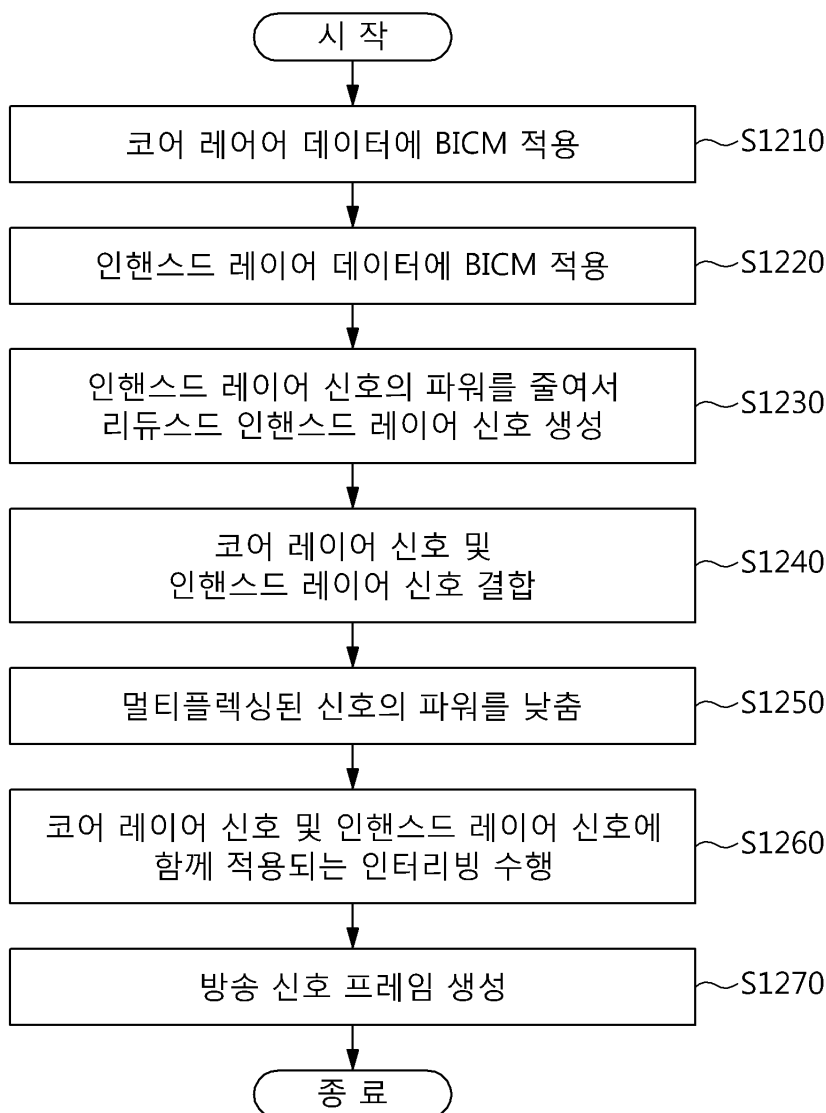 시 작
코어 레어어 데이터에 BICM 적용
S1210
인핸스드 레이어 데이터에 BICM 적용
S1220
인핸스드 레이어 신호의 파워를 줄여서
리듀스드 인핸스드 레이어 신호 생성
S1230
코어 레이어 신호 및
인핸스드 레이어 신호 결합
S1240
멀티플렉싱된 신호의 파워를 낮춤
S1250
코어 레이어 신호 및 인핸스드 레이어 신호에
함께 적용되는 인터리빙 수행
S1260
방송 신호 프레임 생성
S1270
종 료